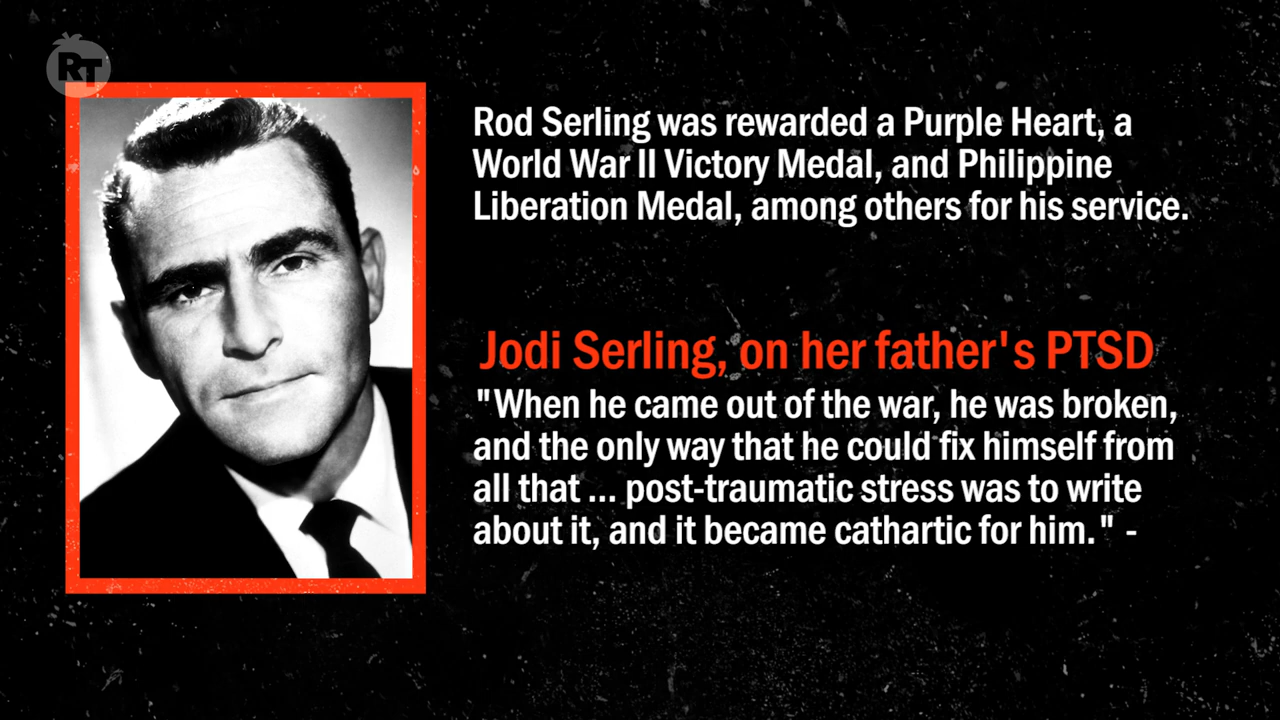 RT
Rod Serling was rewarded a Purple Heart, a
World War II Victory Medal, and Philippine
Liberation Medal, among others for his service.
Jodi Serling, on her father's PTSD
"When he came out of the war, he was broken,
and the only way that he could fix himself from
all that ... post-traumatic stress was to write
about it, and it became cathartic for him." -